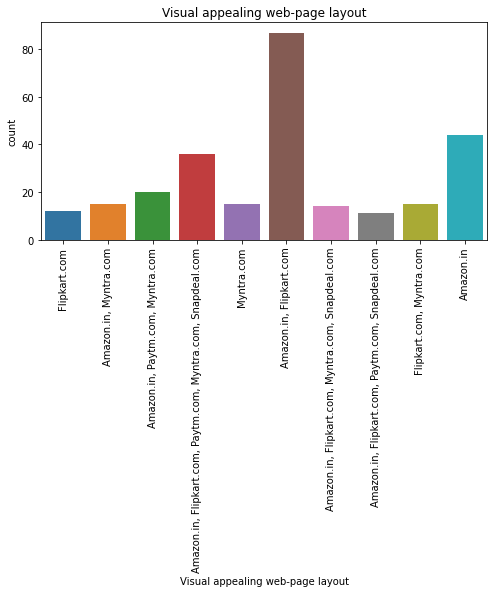 Visual appealing web-page layout
count
80
60
40
20
0
Flipkart.com
Amazon.in, Myntra.com
Amazon.in, Paytm.com, Myntra.com
Amazon.in, Flipkart.com, Paytm.com, Myntra.com, Snapdeal.com
Myntra.com
Amazon.in, Flipkart.com
Amazon.in, Flipkart.com, Myntra.com, Snapdeal.com
Amazon.in, Flipkart.com, Paytm.com, Snapdeal.com
Flipkart.com, Myntra.com
Amazon.in
Visual appealing web-page layout